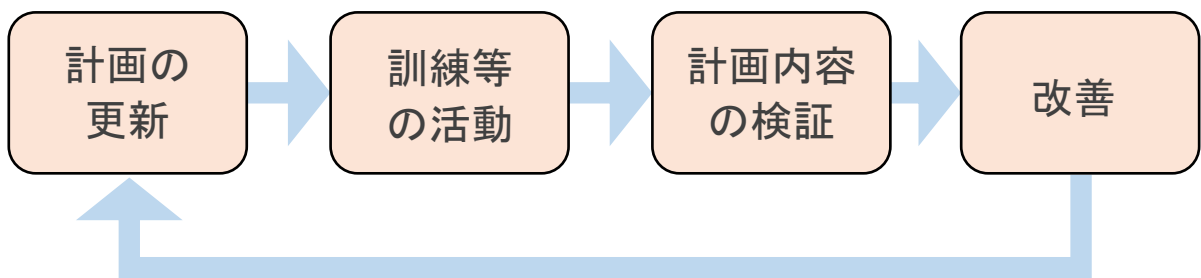 計画の
更新
訓練等
の活動
計画内容
の検証
改善